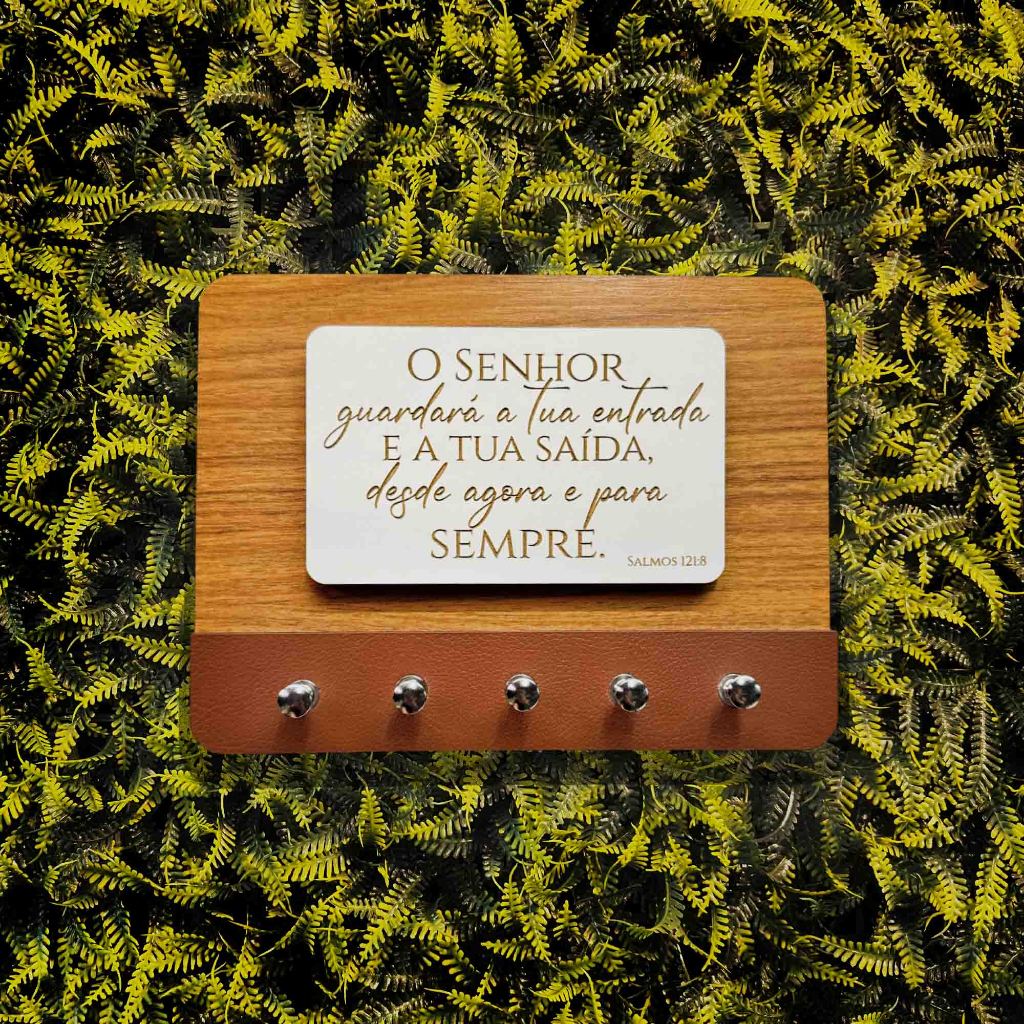 O Senhor
guardará a tua entrada
e a tua saída,
desde agora e para
sempre.
Salmos 121:8